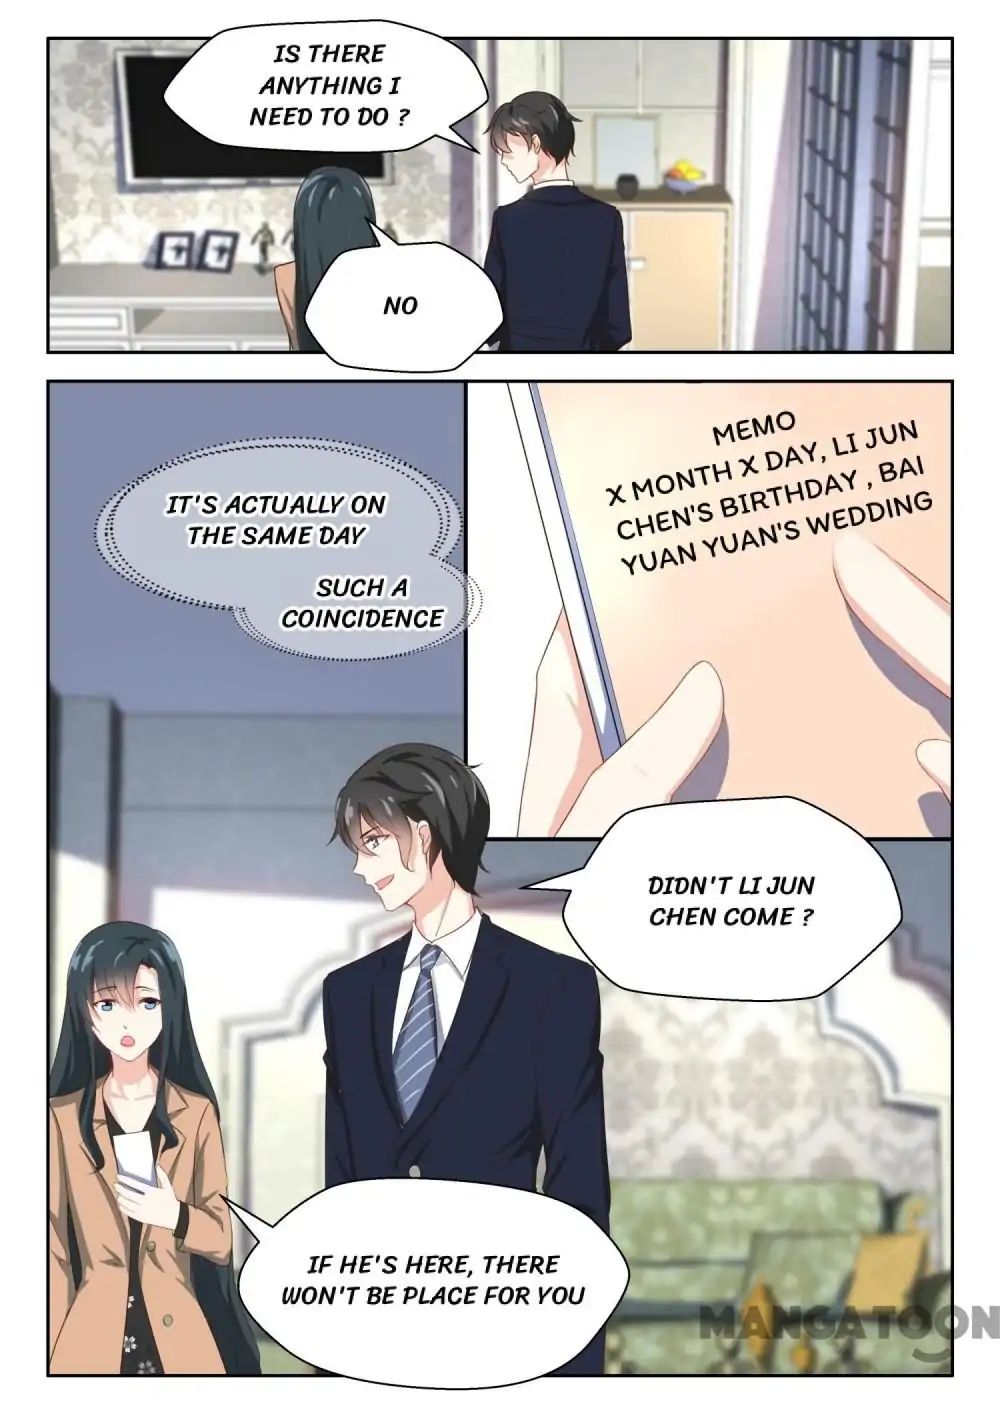 IS THERE
ANYTHING I
NEED TO DO ?
NO
IT'S ACTUALLY ON
THE SAME DAY
SUCH A
COINCIDENCE
MEMO
X MONTH X DAY, LI JUN
CHEN'S BIRTHDAY , BAI
YUAN YUAN'S WEDDING
DIDN'T LI JUN
CHEN COME ?
IF HE'S HERE, THERE
WON'T BE PLACE FOR YOU
MANGATOON